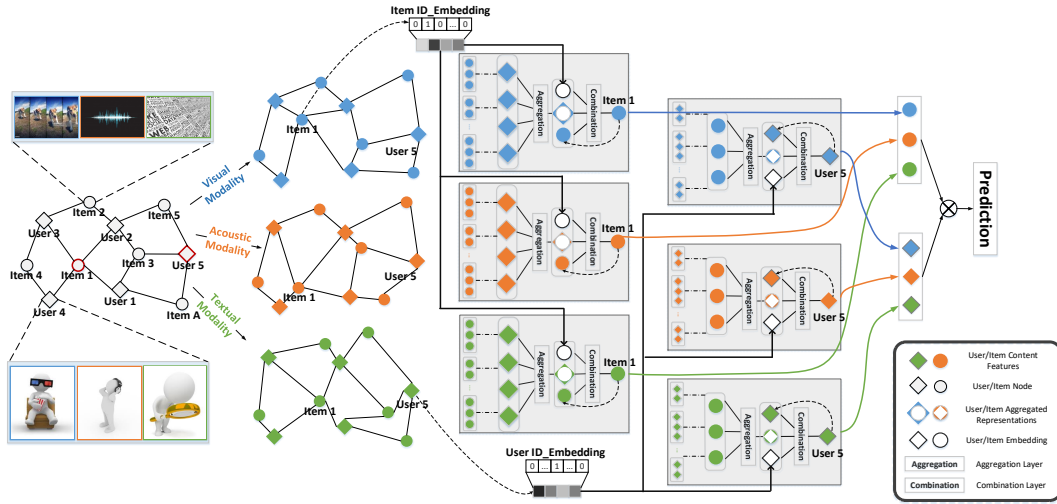 Item ID_Embedding
0 1 0 ... 0
Visual
Modality
Acoustic
Modality
Textual
Modality
Item 2
Item 5
User 3
User 2
Item 3
User 5
Item 4
Item 1
User 1
User 4
Item A
Item 1
User 5
Item 1
User 5
Item 1
User 5
Aggregation
Combination
Item 1
Aggregation
Combination
Item 1
Aggregation
Combination
Item 1
Aggregation
Combination
User 5
Aggregation
Combination
User 5
Aggregation
Combination
User 5
User ID_Embedding
0 ... 1 ... 0
Prediction
User/Item Content
Features
User/Item Node
User/Item Aggregated
Representations
User/Item Embedding
Aggregation
Aggregation Layer
Combination
Combination Layer